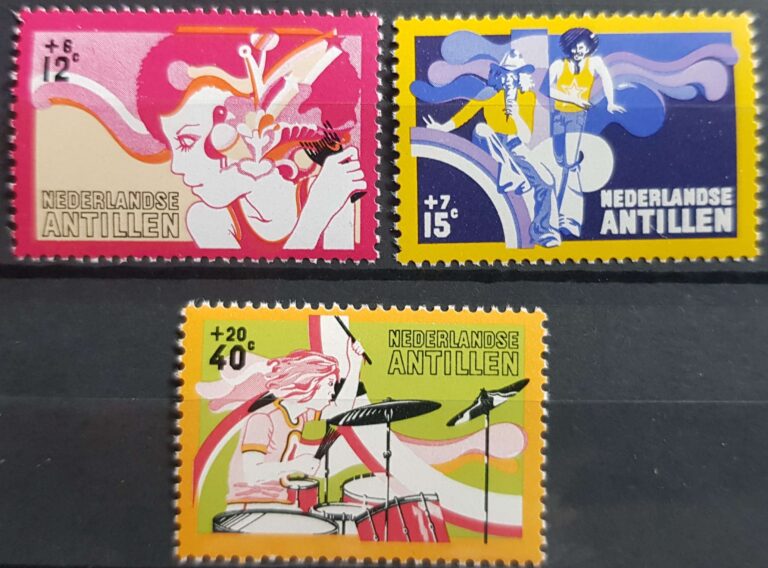 +6
12c
NEDERLANDSE
ANTILLEN
+7
15c
NEDERLANDSE
ANTILLEN
+20
40c
NEDERLANDSE
ANTILLEN